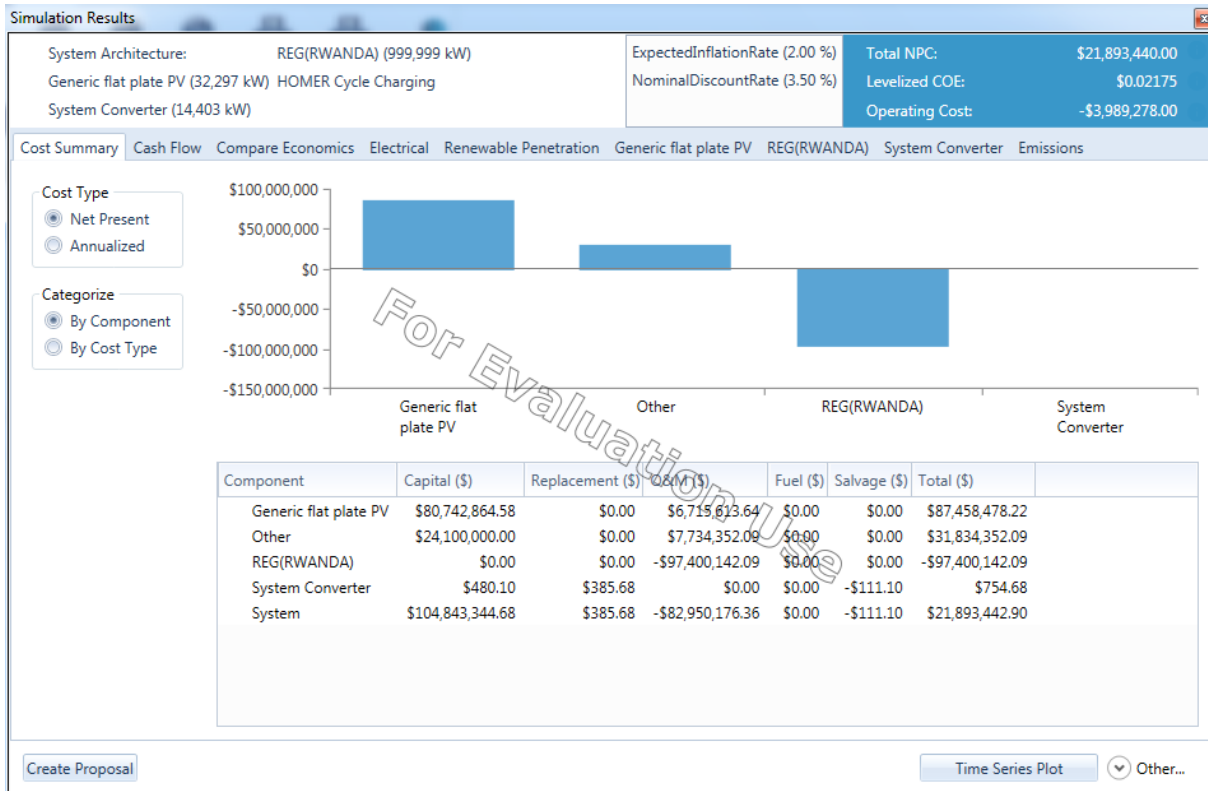 Simulation Results
System Architecture: REG(RWANDA) (999,999 kW)
Generic flat plate PV (32,297 kW) HOMER Cycle Charging
System Converter (14,403 kW)
ExpectedInflationRate (2.00 %)
NominalDiscountRate (3.50 %)
Total NPC: $21,893,440.00
Levelized COE: $0.02175
Operating Cost: -$3,989,278.00
Cost Summary Cash Flow Compare Economics Electrical Renewable Penetration Generic flat plate PV REG(RWANDA) System Converter Emissions
Cost Type
Net Present
Annualized
Categorize
By Component
By Cost Type
$100,000,000
$50,000,000
$0
-$50,000,000
-$100,000,000
-$150,000,000
Generic flat
plate PV
Other
REG(RWANDA)
System
Converter
For Evaluation Use
Component Capital ($) Replacement ($) O&M ($) Fuel ($) Salvage ($) Total ($)
Generic flat plate PV $80,742,864.58 $0.00 $6,715,613.64 $0.00 $0.00 $87,458,478.22
Other $24,100,000.00 $0.00 $7,734,352.09 $0.00 $0.00 $31,834,352.09
REG(RWANDA) $0.00 $0.00 -$97,400,142.09 $0.00 $0.00 -$97,400,142.09
System Converter $480.10 $385.68 $0.00 $0.00 -$111.10 $754.68
System $104,843,344.68 $385.68 -$82,950,176.36 $0.00 -$111.10 $21,893,442.90
Create Proposal
Time Series Plot
Other...